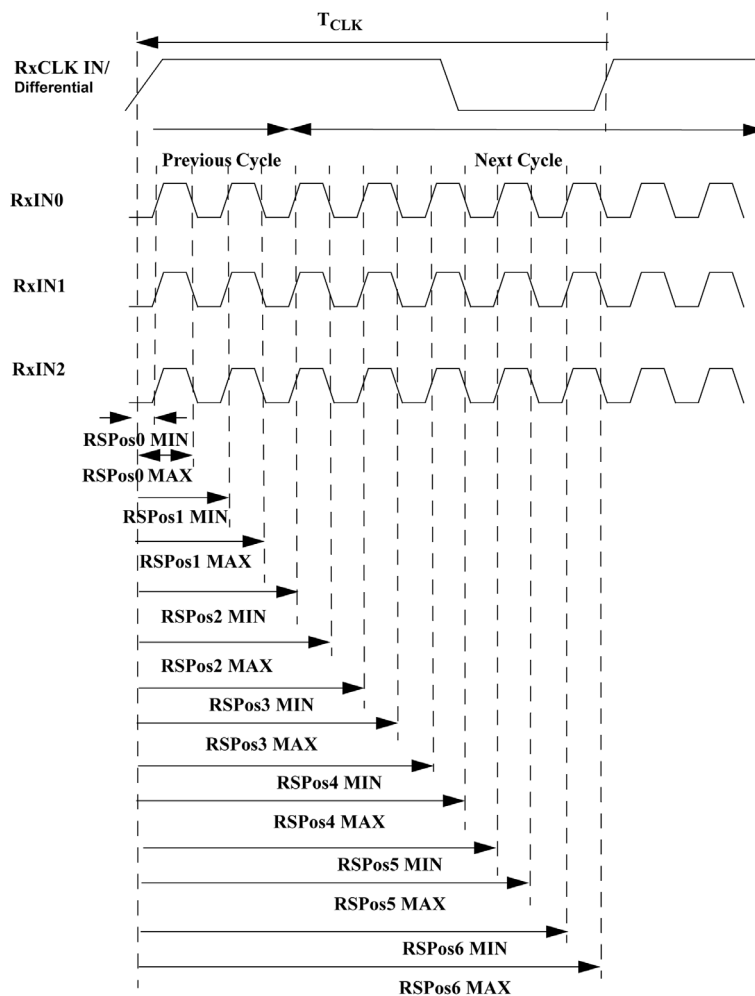 TCLK
RxCLK IN/
Differential
Previous Cycle
Next Cycle
RxIN0
RxIN1
RxIN2
RSPos0 MIN
RSPos0 MAX
RSPos1 MIN
RSPos1 MAX
RSPos2 MIN
RSPos2 MAX
RSPos3 MIN
RSPos3 MAX
RSPos4 MIN
RSPos4 MAX
RSPos5 MIN
RSPos5 MAX
RSPos6 MIN
RSPos6 MAX